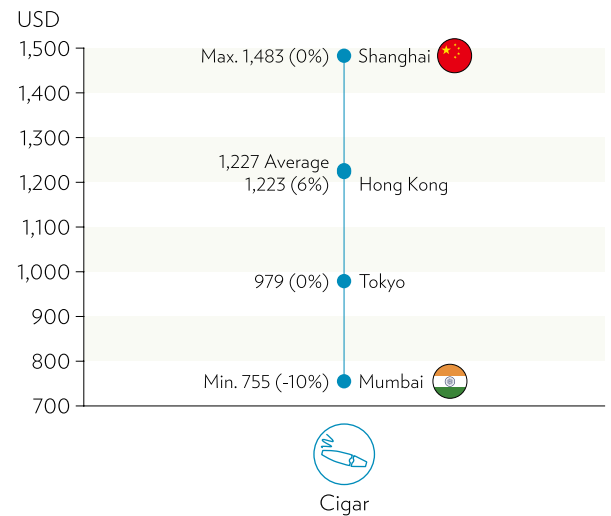 USD
1,500
1,400
1,300
1,200
1,100
1,000
900
800
700
Max. 1,483 (0%) Shanghai
1,227 Average
1,223 (6%) Hong Kong
979 (0%) Tokyo
Min. 755 (-10%) Mumbai
Cigar